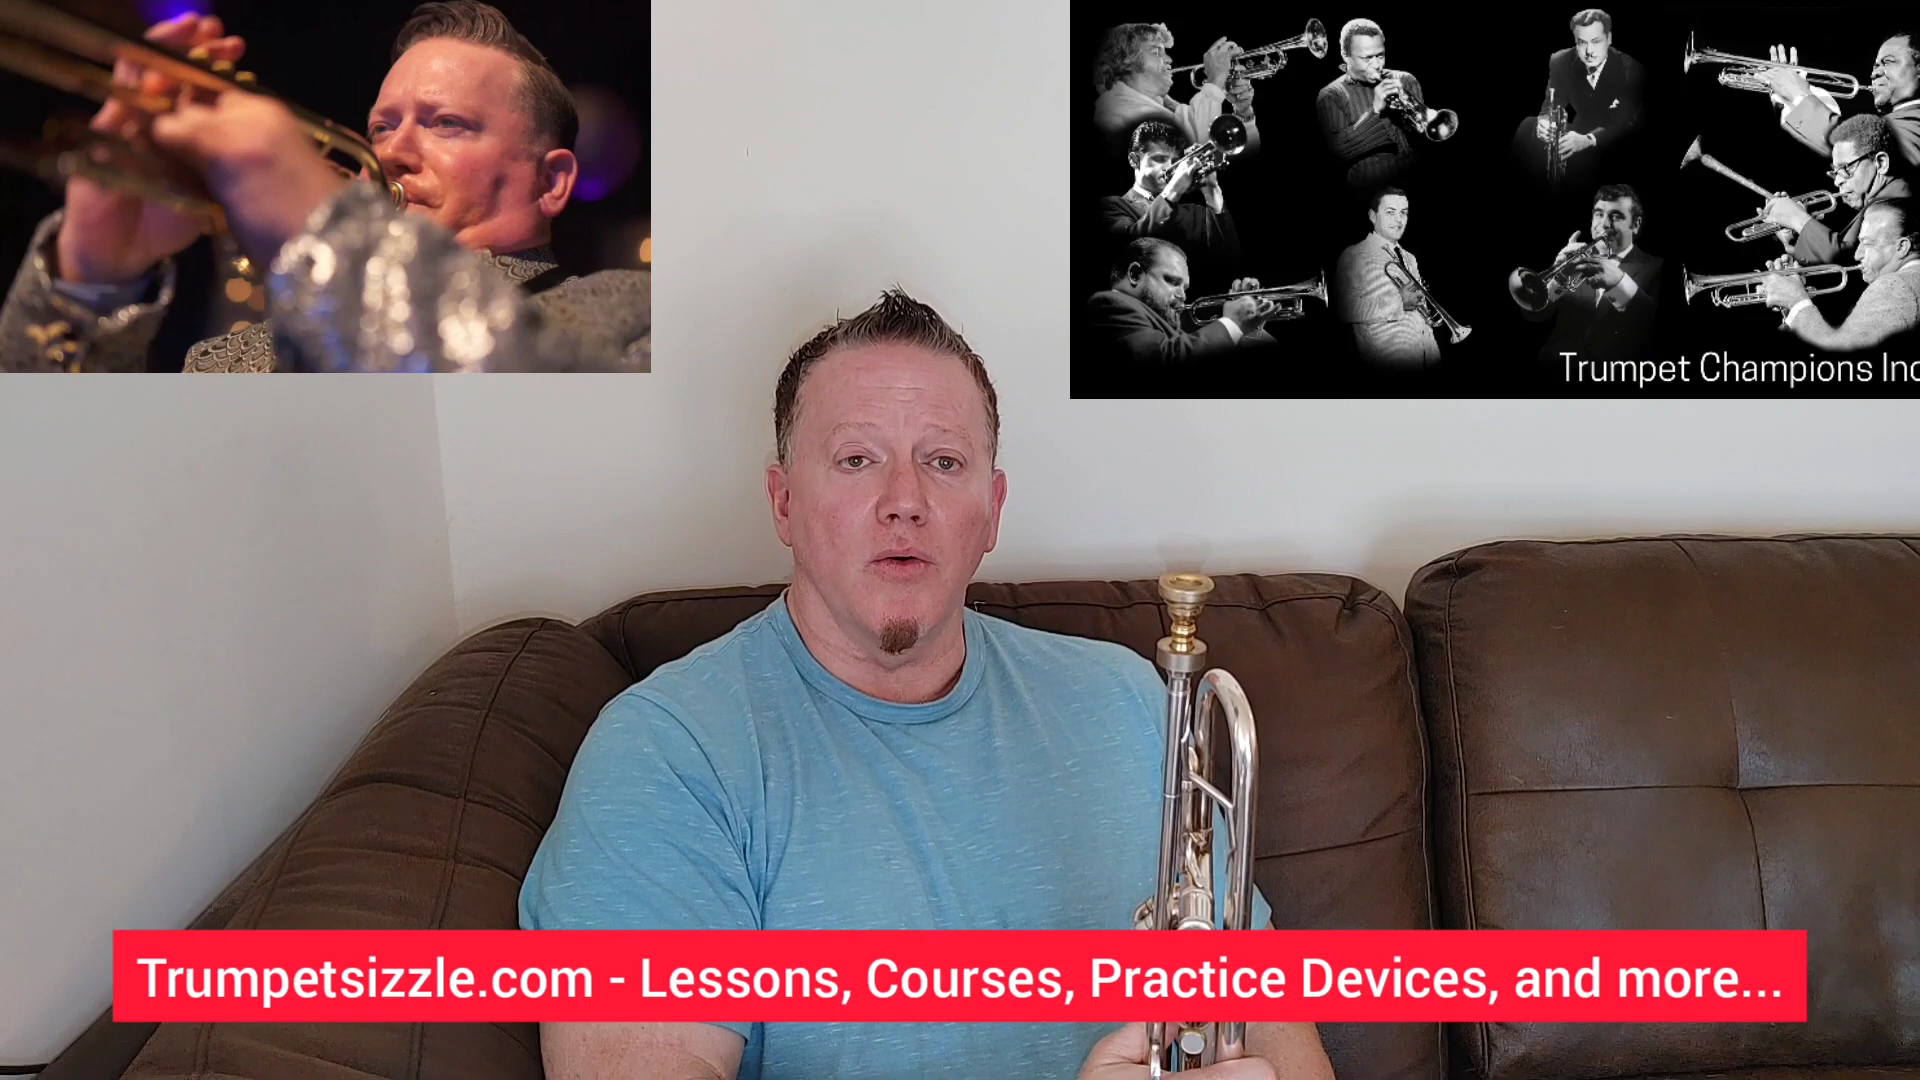 Trumpet Champions Inc
Trumpetsizzle.com - Lessons, Courses, Practice Devices, and more...